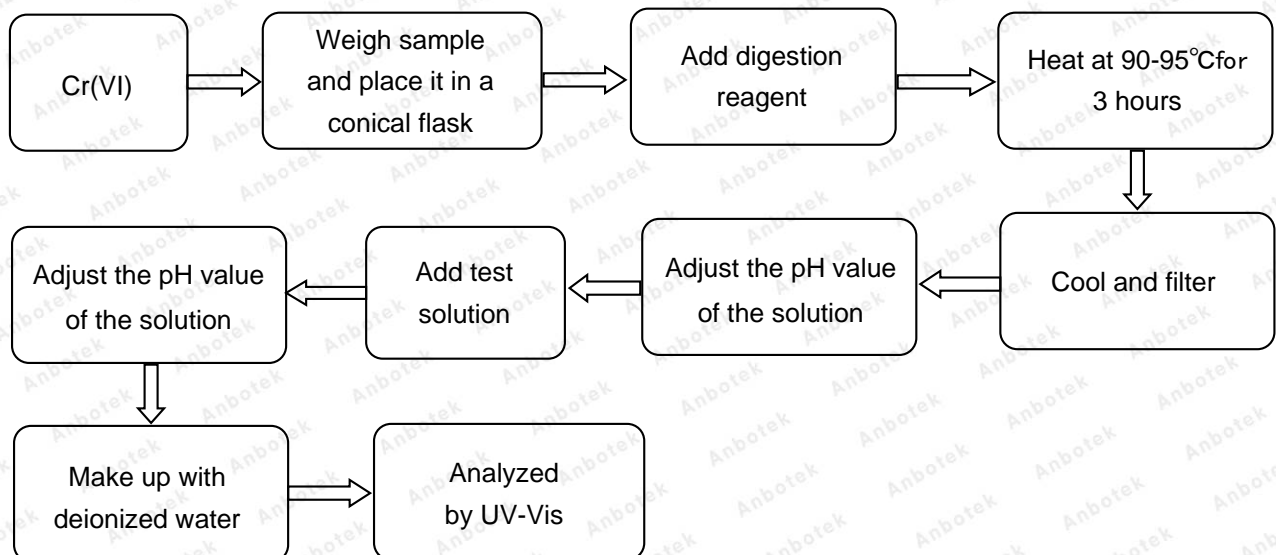 Cr(VI)
Weigh sample
and place it in a
conical flask
Add digestion
reagent
Heat at 90-95℃for
3 hours
Cool and filter
Adjust the pH value
of the solution
Add test
solution
Adjust the pH value
of the solution
Make up with
deionized water
Analyzed
by UV-Vis
Anbotek